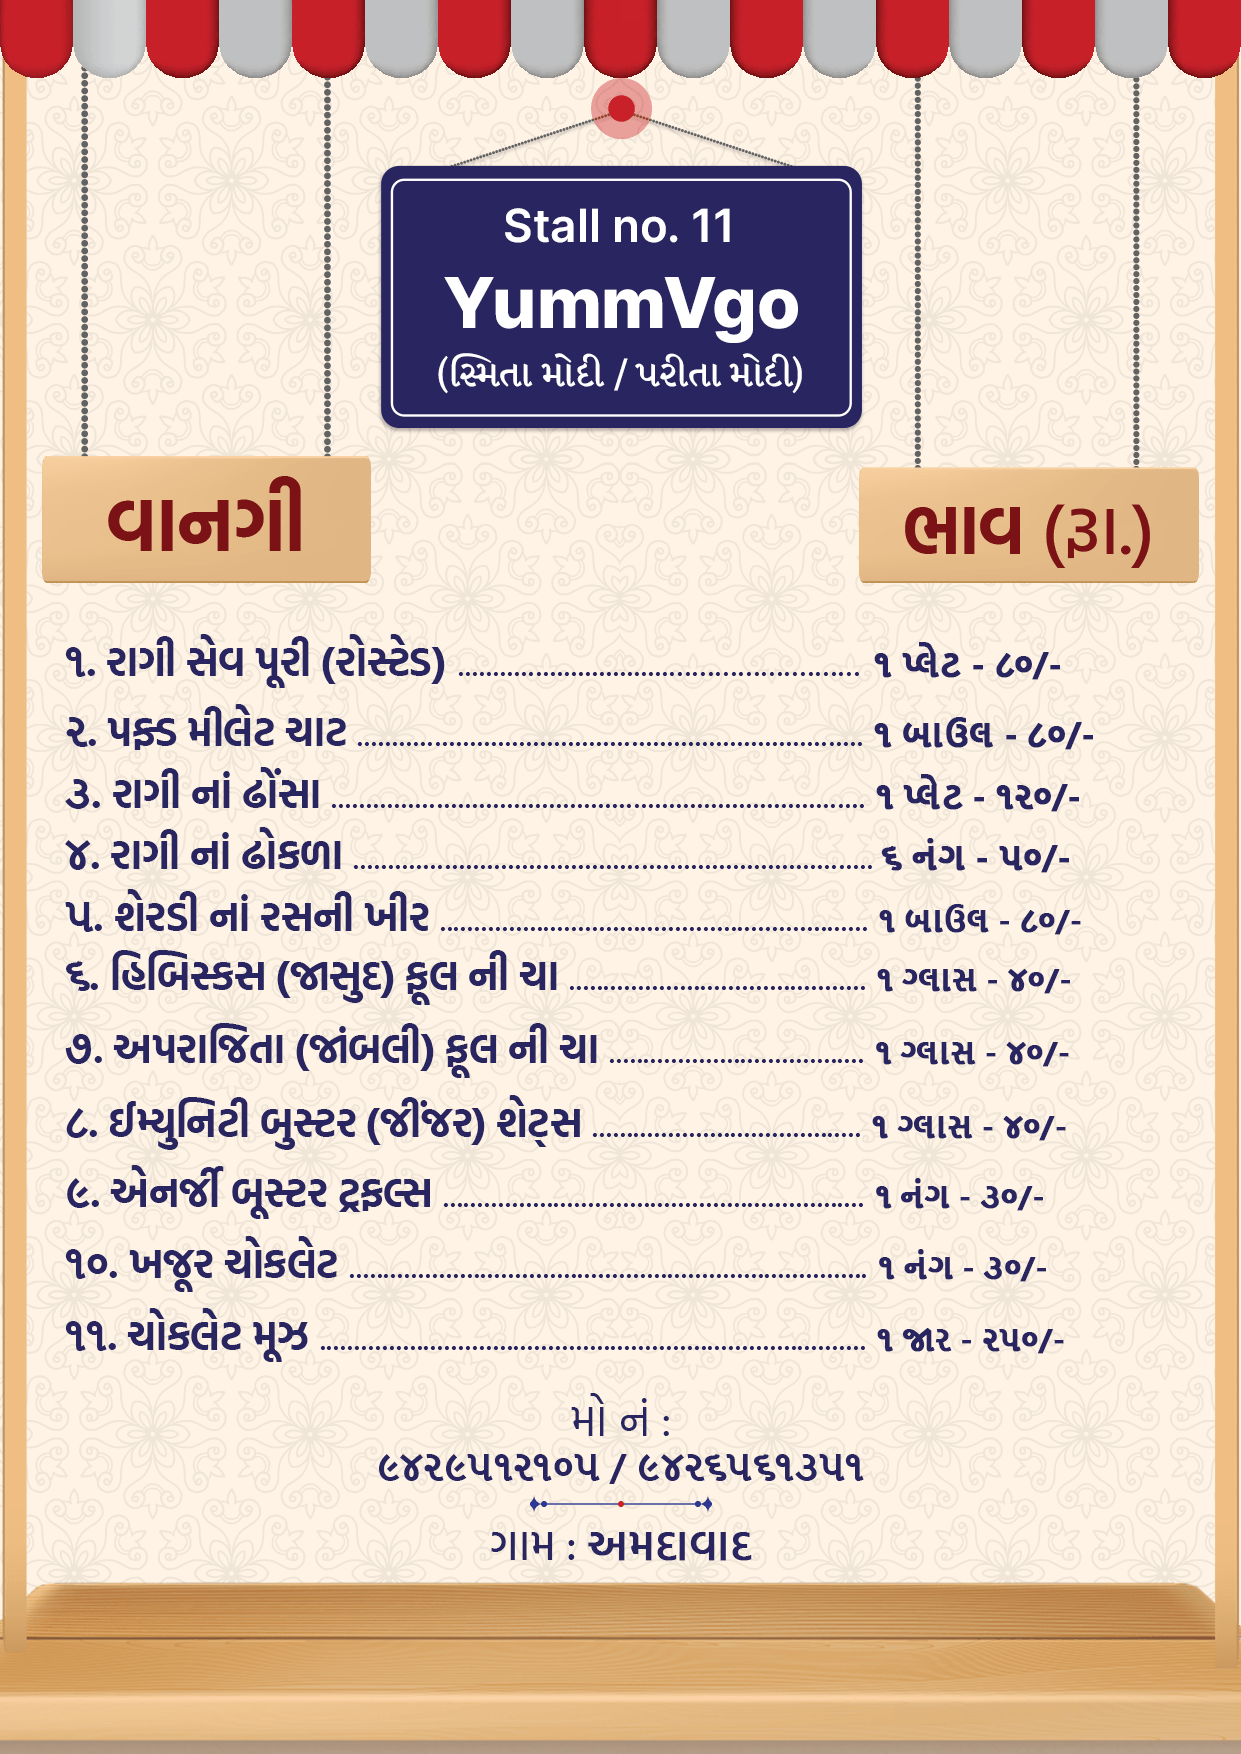 Stall no. 11
YummVgo
(સ્મિતા મોદી / પરીતા મોદી)
વાનગી ભાવ (રૂા.)
૧. રાગી સેવ પૂરી (રોસ્ટેડ) ........ ૧ પ્લેટ - ૮૦/-
૨. પફ્ડ મીલેટ ચાટ ........ ૧ બાઉલ - ૮૦/-
૩. રાગી નાં ઢોંસા ........ ૧ પ્લેટ - ૧૨૦/-
૪. રાગી નાં ઢોકળા ........ ૬ નંગ - ૫૦/-
૫. શેરડી નાં રસની ખીર ........ ૧ બાઉલ - ૮૦/-
૬. હિબિસ્કસ (જાસુદ) ફૂલ ની ચા ........ ૧ ગ્લાસ - ૪૦/-
૭. અપરાજિતા (જાંબલી) ફૂલ ની ચા ........ ૧ ગ્લાસ - ૪૦/-
૮. ઈમ્યુનિટી બુસ્ટર (જીંજર) શેટ્સ ........ ૧ ગ્લાસ - ૪૦/-
૯. એનર્જી બૂસ્ટર ટ્રફલ્સ ........ ૧ નંગ - ૩૦/-
૧૦. ખજૂર ચોકલેટ ........ ૧ નંગ - ૩૦/-
૧૧. ચોકલેટ મૂઝ ........ ૧ જાર - ૨૫૦/-
મો નં :
૯૪૨૯૫૧૨૧૦૫ / ૯૪૨૬૫૬૧૩૫૧
ગામ : અમદાવાદ